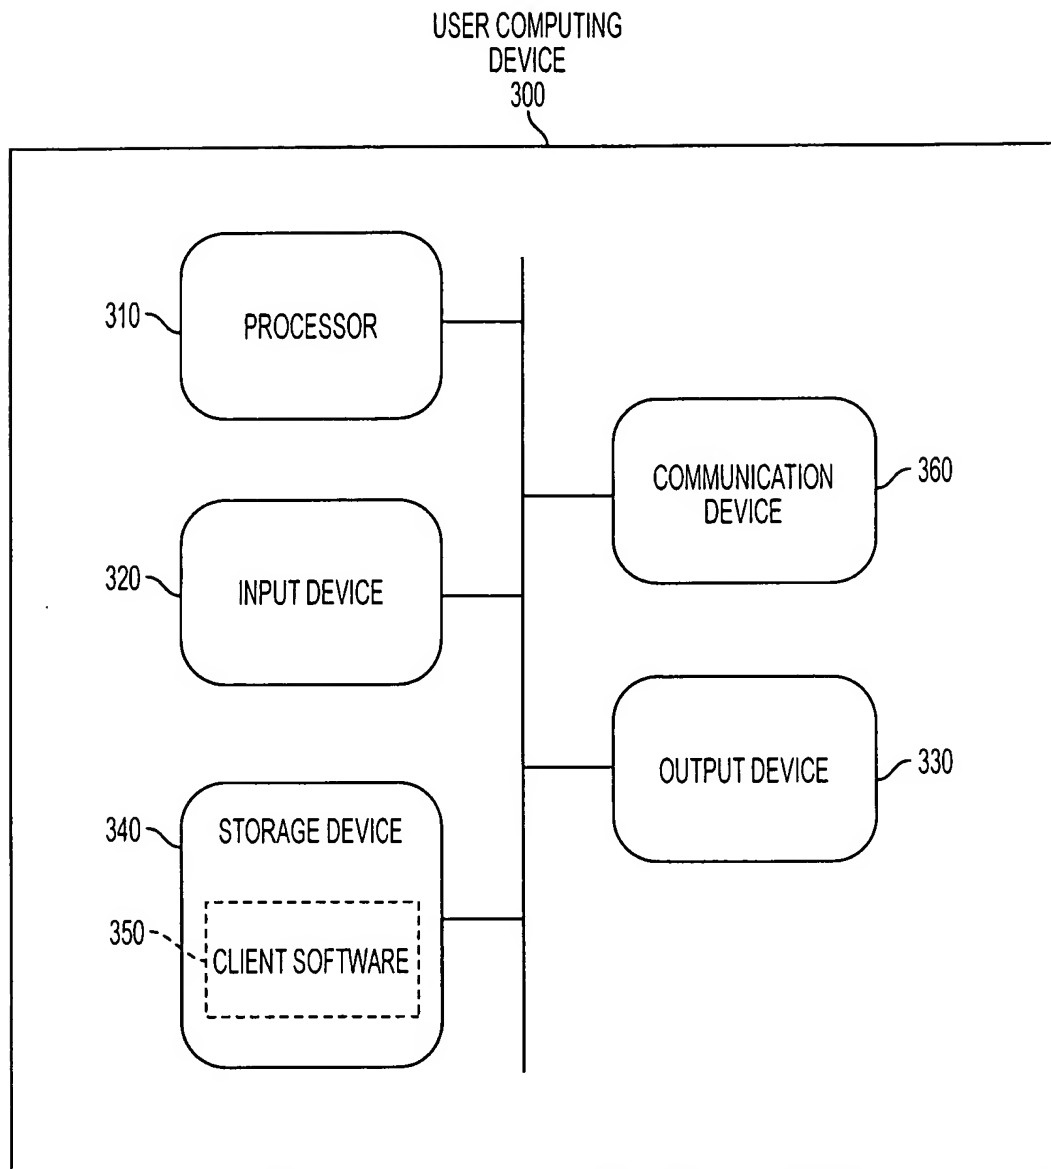 USER COMPUTING
DEVICE
300
310
PROCESSOR
COMMUNICATION
DEVICE
360
320
INPUT DEVICE
OUTPUT DEVICE
330
340
STORAGE DEVICE
350
CLIENT SOFTWARE